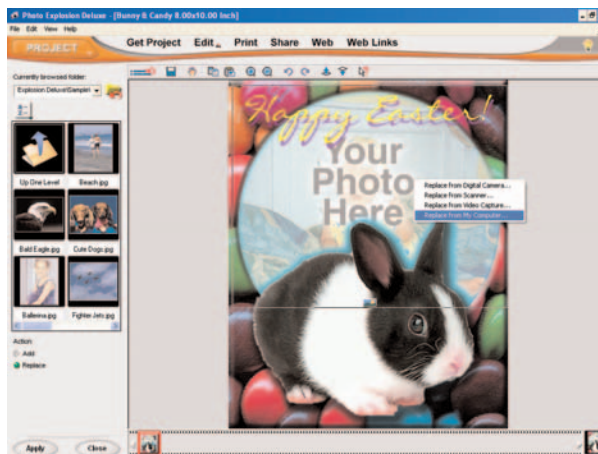 Photo Explosion Deluxe - [Bunny & Candy 8.00x10.00 Inch]
File Edit View Help
PROJECT
Get Project Edit Print Share Web Web Links
Currently browsed folder:
Explosion Deluxe\Sample\
Up One Level Beach.jpg
Bald Eagle.jpg Cute Dogs.jpg
Ballerina.jpg Fighter Jets.jpg
Action:
Add
Replace
Apply Close
Happy Easter!
Your
Photo
Here
Replace from Digital Camera...
Replace from Scanner...
Replace from Video Capture...
Replace from My Computer...